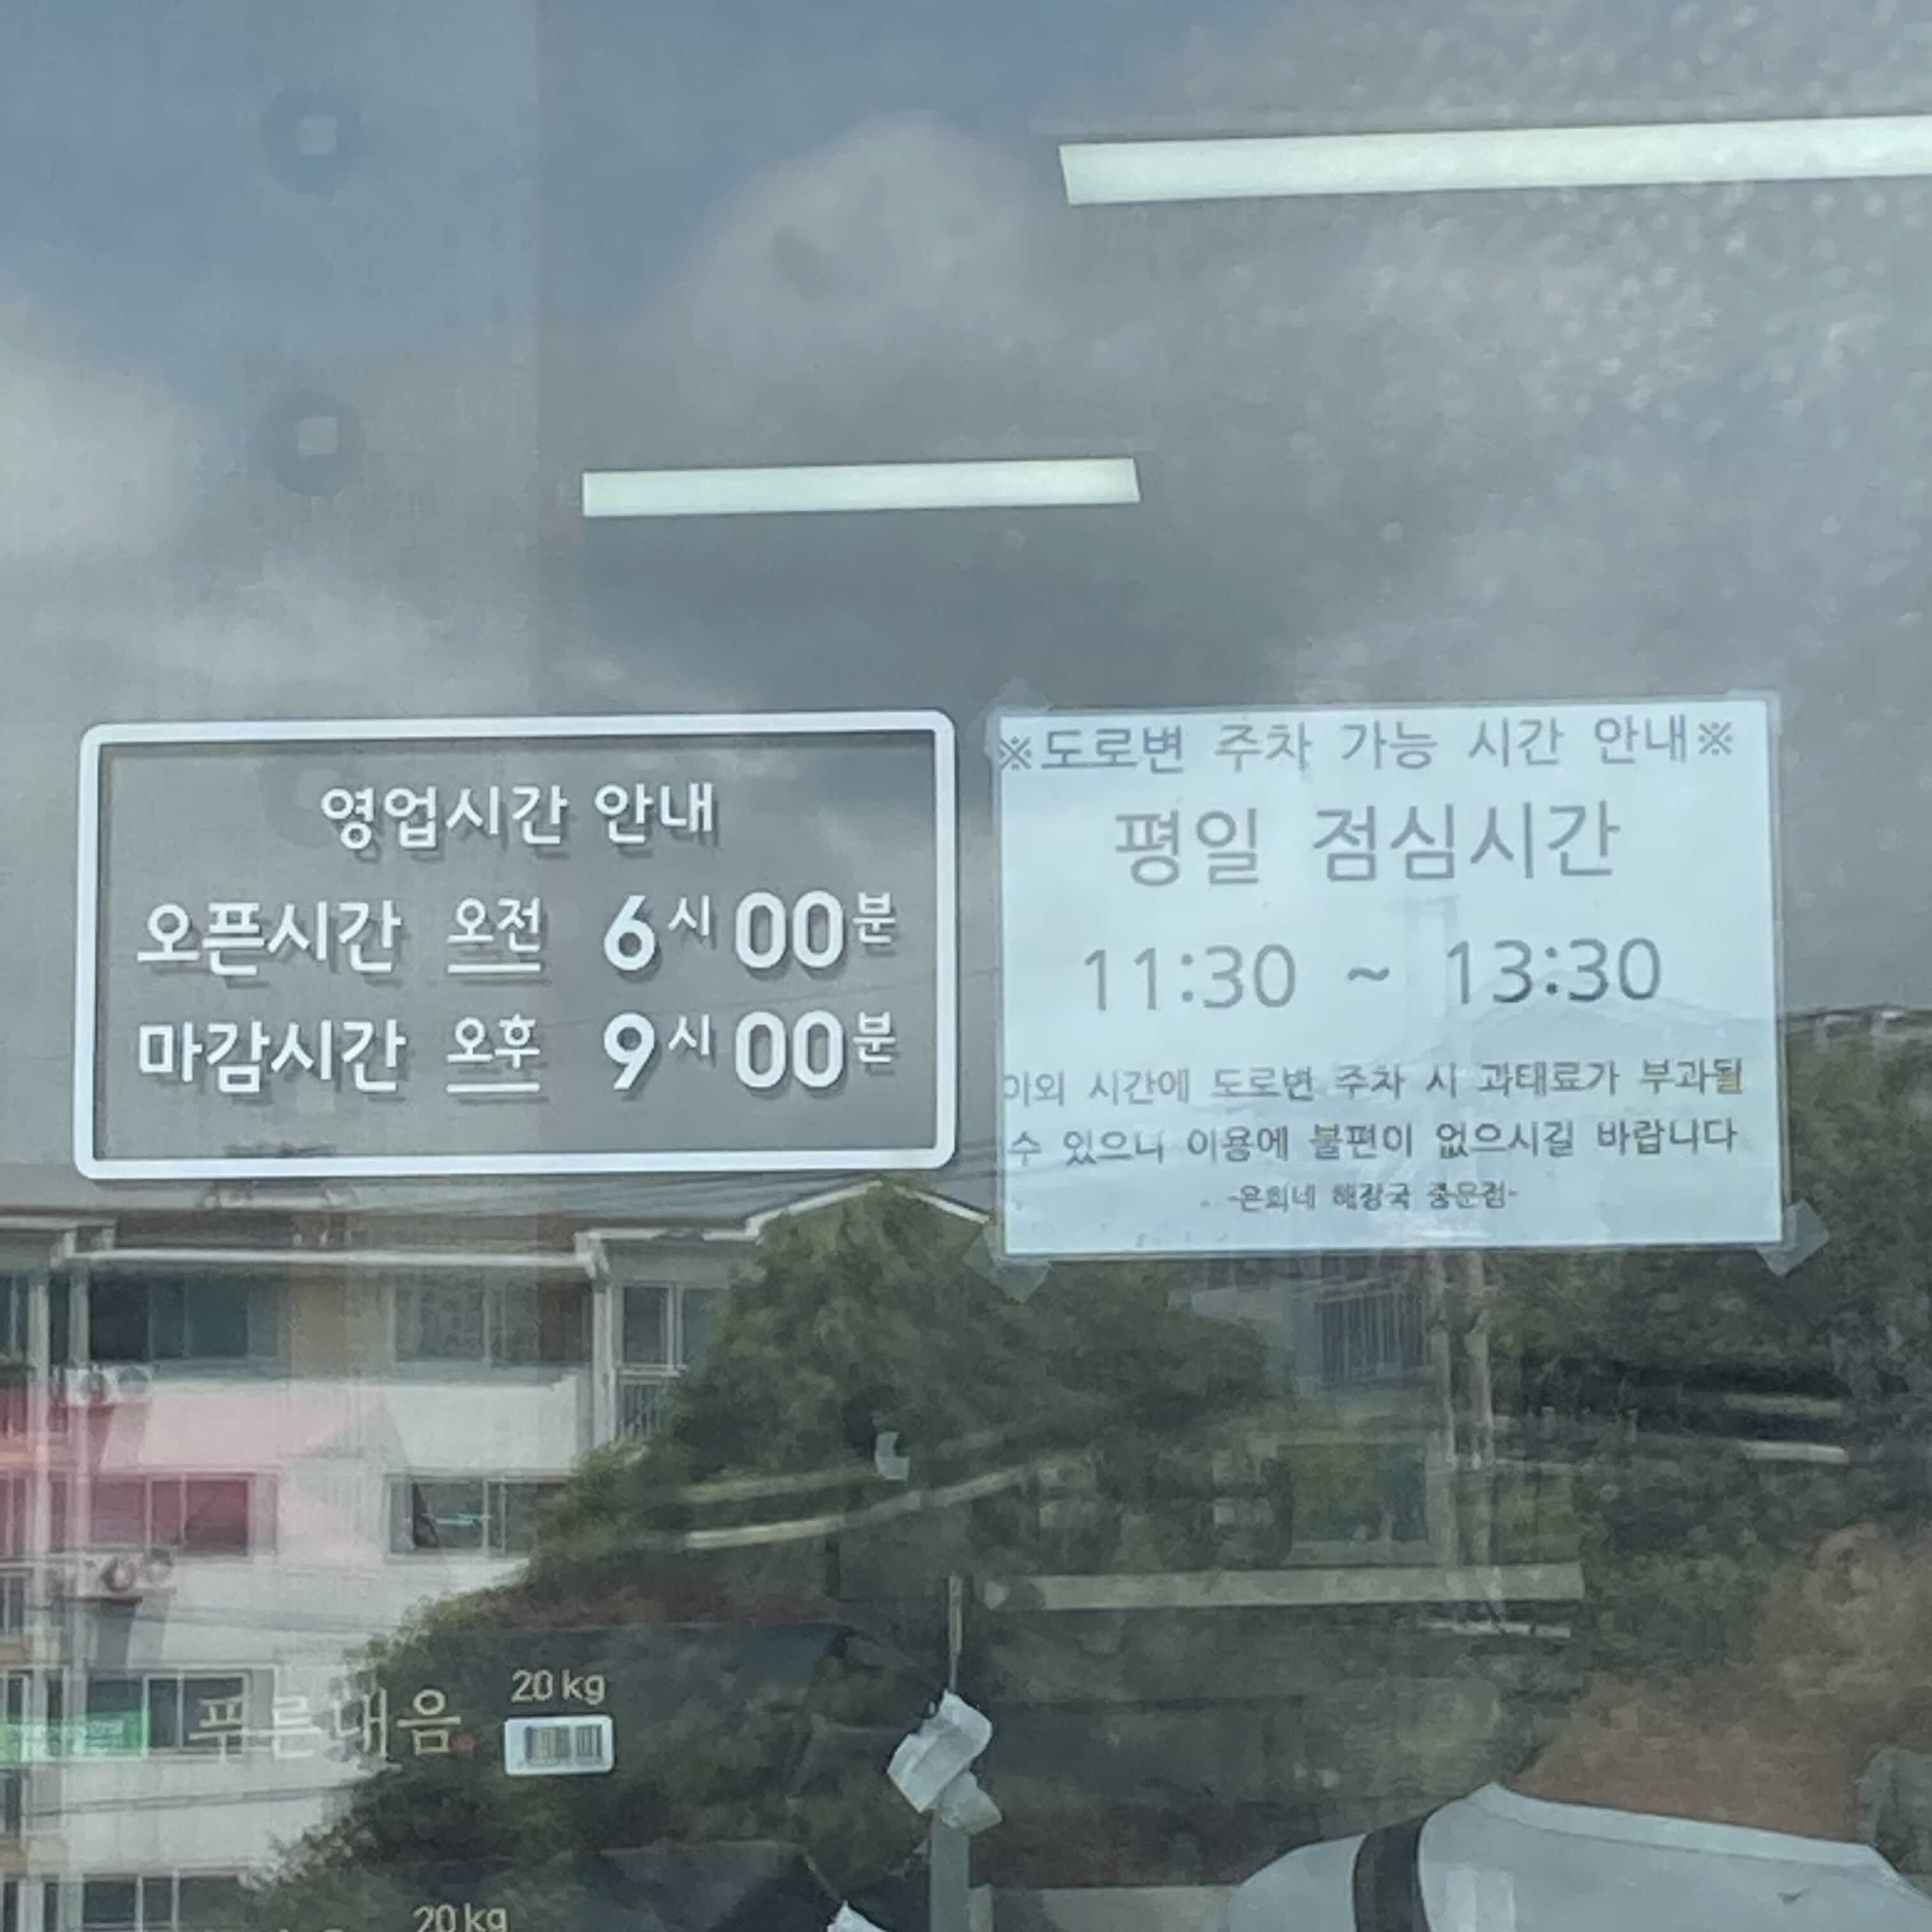 영업시간 안내
오픈시간 오전 6시 00분
마감시간 오후 9시 00분
※도로변 주차 가능 시간 안내※
평일 점심시간
11:30 ~ 13:30
이외 시간에 도로변 주차 시 과태료가 부과될
수 있으니 이용에 불편이 없으시길 바랍니다
-은희네 해장국 중문점-
푸른내음
20 kg
20 kg